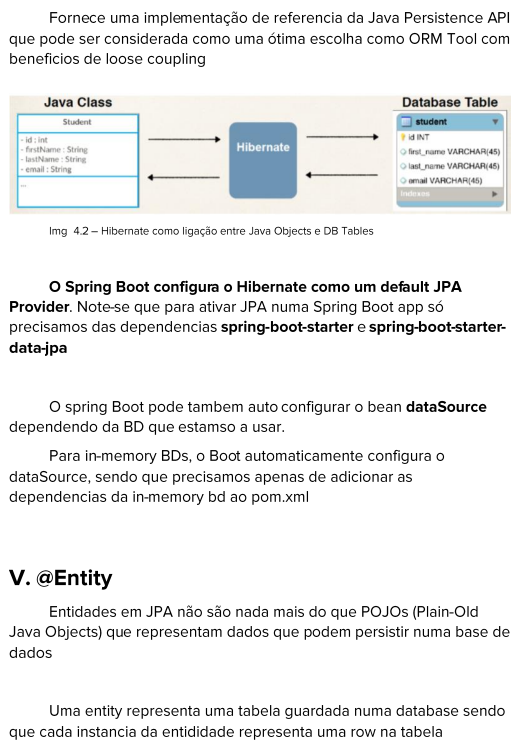 Fornece uma implementação de referencia da Java Persistence API
que pode ser considerada como uma ótima escolha como ORM Tool com
beneficios de loose coupling
Java Class
Student
- id : int
- firstName : String
- lastName : String
- email : String
...
Hibernate
Database Table
student
id INT
first_name VARCHAR(45)
last_name VARCHAR(45)
email VARCHAR(45)
Indexes
Img 4.2 – Hibernate como ligação entre Java Objects e DB Tables
O Spring Boot configura o Hibernate como um default JPA
Provider. Note-se que para ativar JPA numa Spring Boot app só
precisamos das dependencias spring-boot-starter e spring-boot-starter-
data-jpa
O spring Boot pode tambem auto configurar o bean dataSource
dependendo da BD que estamso a usar.
Para in-memory BDs, o Boot automaticamente configura o
dataSource, sendo que precisamos apenas de adicionar as
dependencias da in-memory bd ao pom.xml
V. @Entity
Entidades em JPA não são nada mais do que POJOs (Plain-Old
Java Objects) que representam dados que podem persistir numa base de
dados
Uma entity representa uma tabela guardada numa database sendo
que cada instancia da entididade representa uma row na tabela